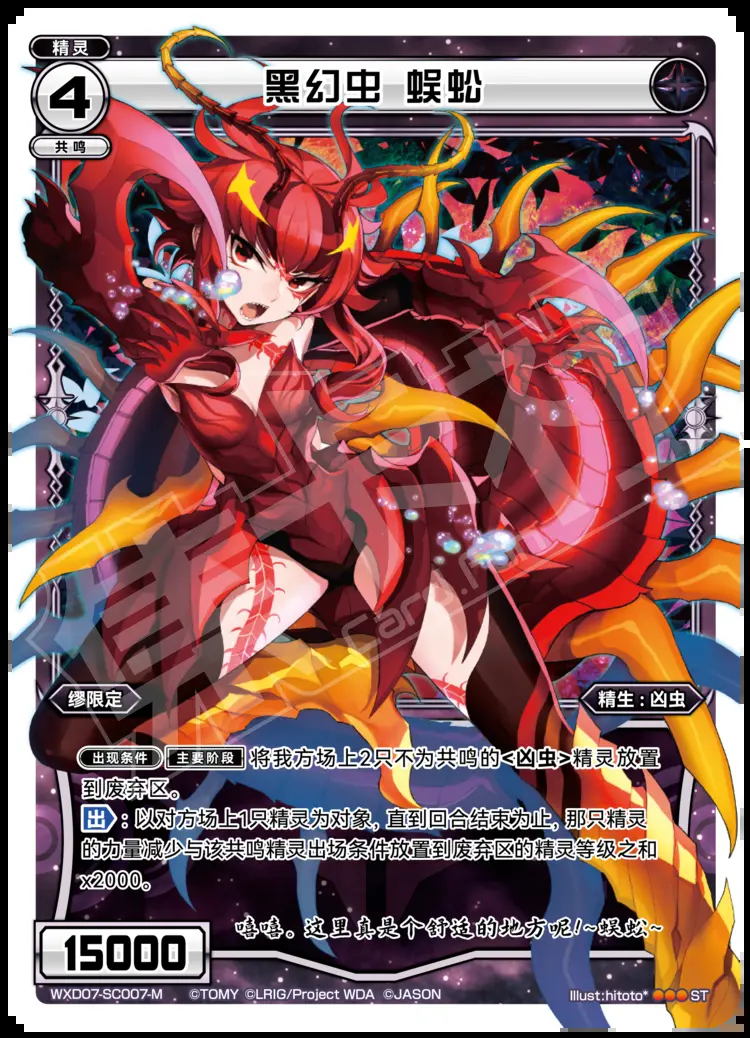 精灵
4
黑幻虫 蜈蚣
共鸣
集卡社
Card.Fun
缪限定
精生:凶虫
出现条件 主要阶段 将我方场上2只不为共鸣的<凶虫>精灵放置
到废弃区。
出:以对方场上1只精灵为对象,直到回合结束为止,那只精灵
的力量减少与该共鸣精灵出场条件放置到废弃区的精灵等级之和
x2000。
嘻嘻。这里真是个舒适的地方呢!~蜈蚣~
15000
WXD07-SC007-M ©TOMY ©LRIG/Project WDA ©JASON
Illust:hitoto* ST